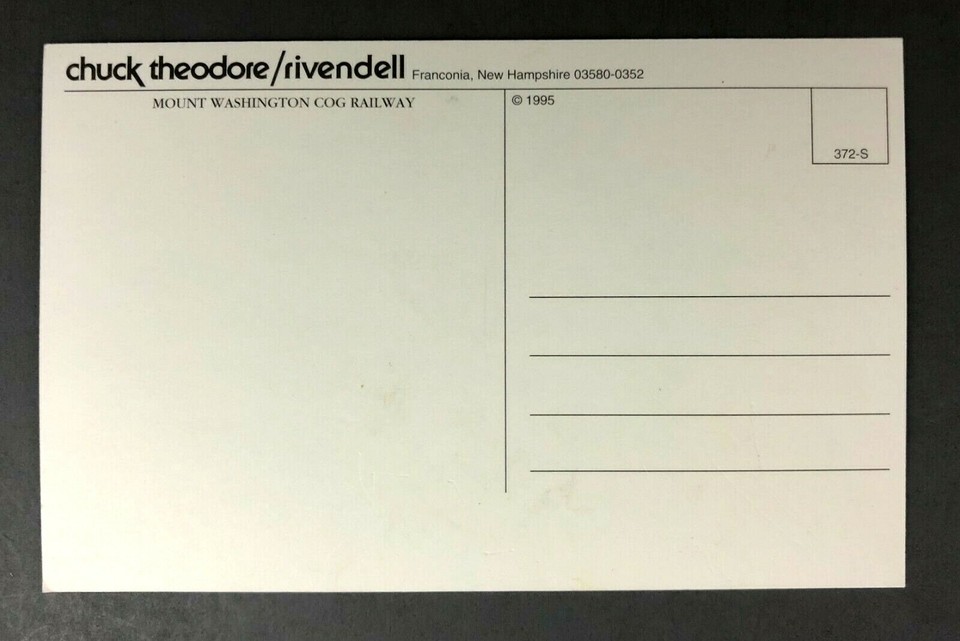 chuck theodore/rivendell Franconia, New Hampshire 03580-0352
MOUNT WASHINGTON COG RAILWAY
© 1995
372-S